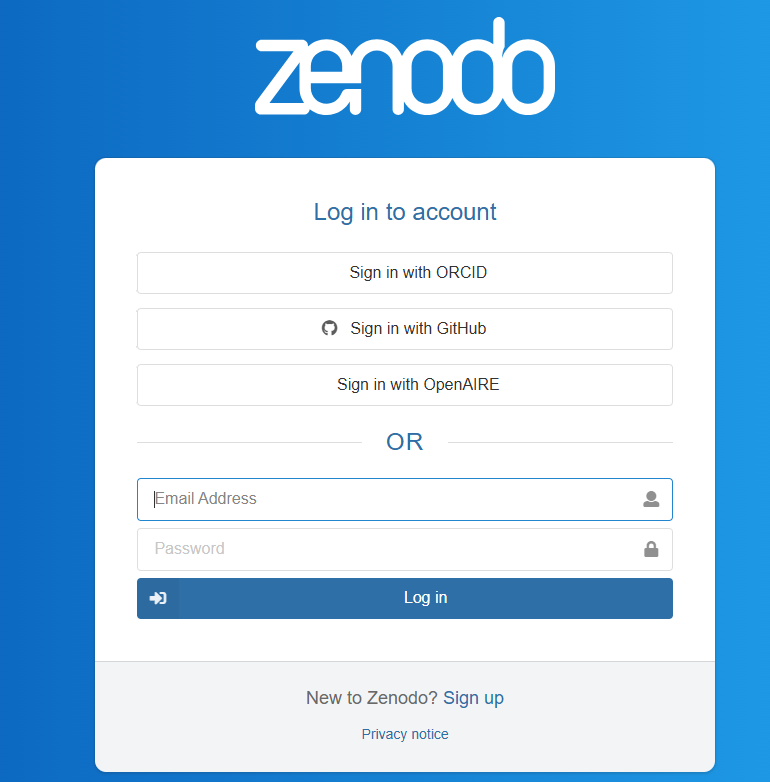 zenodo
Log in to account
Sign in with ORCID
Sign in with GitHub
Sign in with OpenAIRE
OR
Email Address
Password
Log in
New to Zenodo? Sign up
Privacy notice